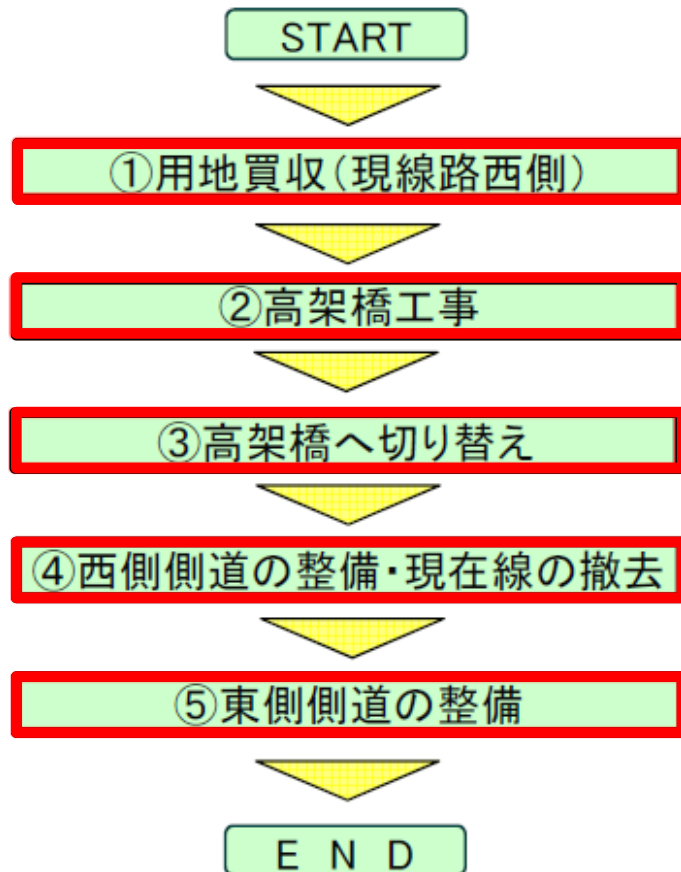 START
①用地買収(現線路西側)
②高架橋工事
③高架橋へ切り替え
④西側側道の整備・現在線の撤去
⑤東側側道の整備
E N D